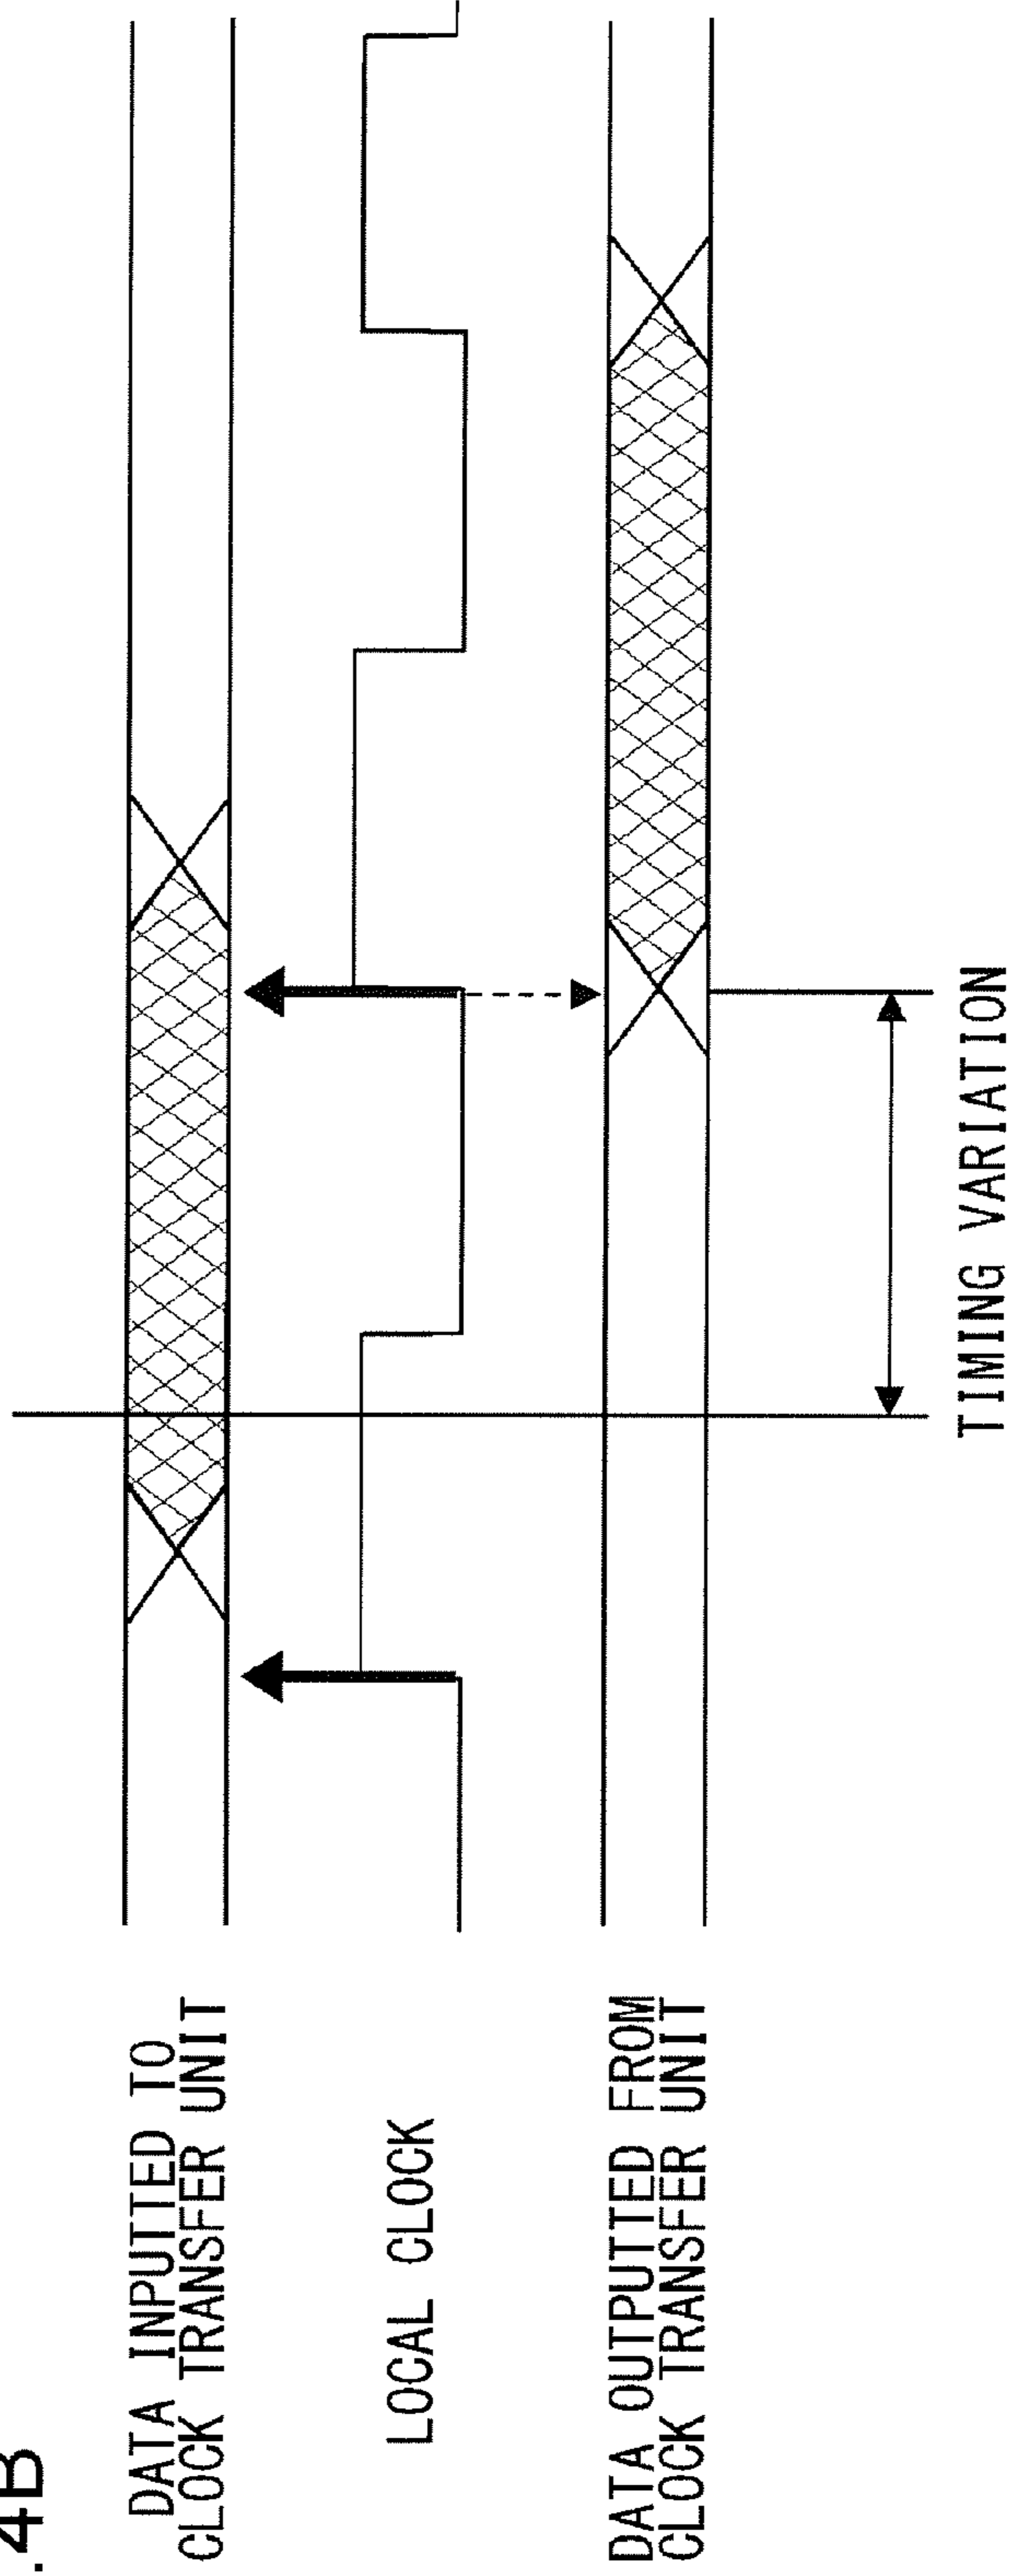 .4B
DATA INPUTTED TO
CLOCK TRANSFER UNIT
LOCAL CLOCK
DATA OUTPUTTED FROM
CLOCK TRANSFER UNIT
TIMING VARIATION